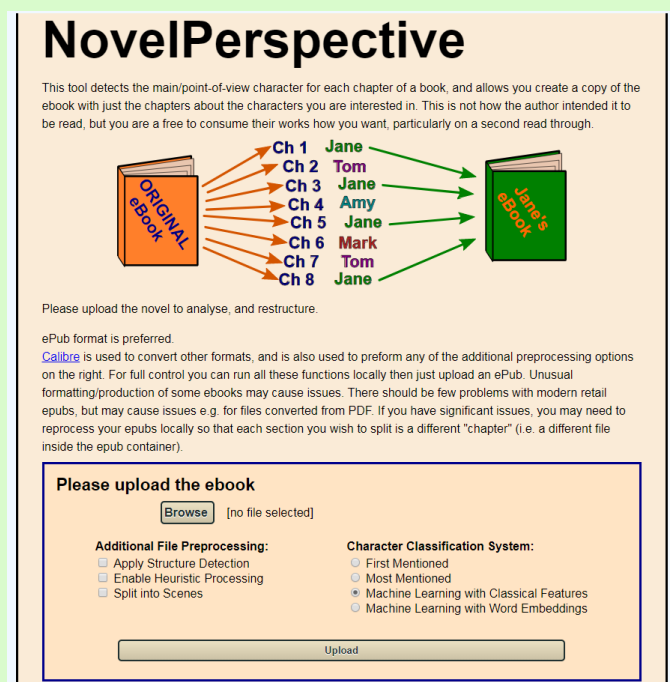 NovelPerspective
This tool detects the main/point-of-view character for each chapter of a book, and allows you create a copy of the
ebook with just the chapters about the characters you are interested in. This is not how the author intended it to
be read, but you are a free to consume their works how you want, particularly on a second read through.
ORIGINAL
eBook
Ch 1 Jane
Ch 2 Tom
Ch 3 Jane
Ch 4 Amy
Ch 5 Jane
Ch 6 Mark
Ch 7 Tom
Ch 8 Jane
Jane's
eBook
Please upload the novel to analyse, and restructure.
ePub format is preferred.
Calibre is used to convert other formats, and is also used to preform any of the additional preprocessing options
on the right. For full control you can run all these functions locally then just upload an ePub. Unusual
formatting/production of some ebooks may cause issues. There should be few problems with modern retail
epubs, but may cause issues e.g. for files converted from PDF. If you have significant issues, you may need to
reprocess your epubs locally so that each section you wish to split is a different "chapter" (i.e. a different file
inside the epub container).
Please upload the ebook
Browse [no file selected]
Additional File Preprocessing:
Apply Structure Detection
Enable Heuristic Processing
Split into Scenes
Character Classification System:
First Mentioned
Most Mentioned
Machine Learning with Classical Features
Machine Learning with Word Embeddings
Upload